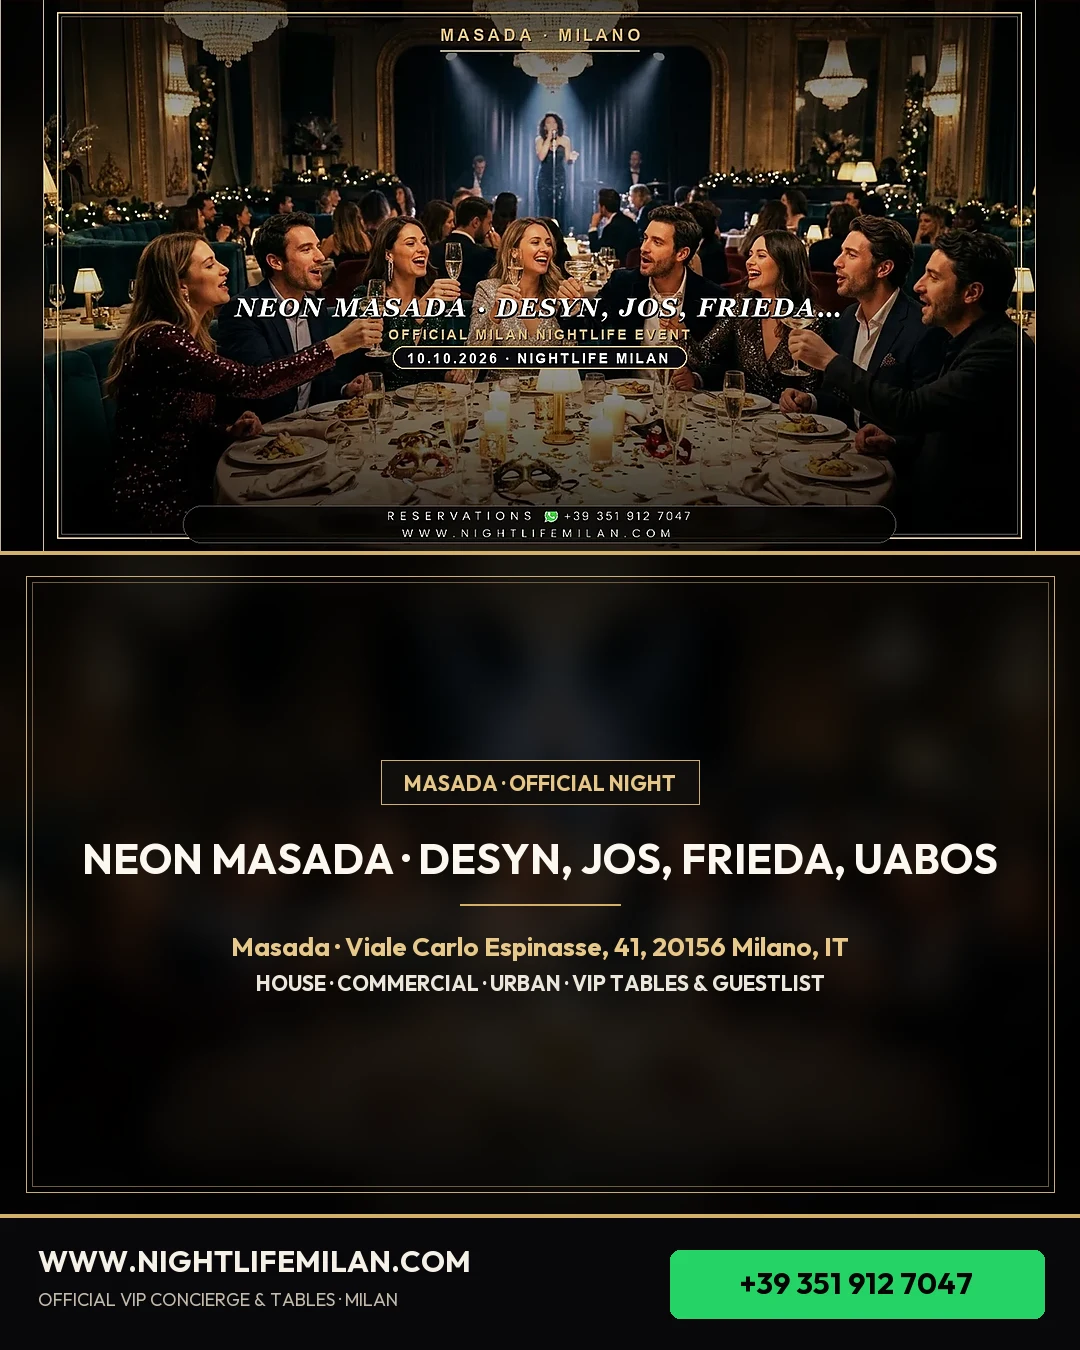 MASADA · MILANO
NEON MASADA · DESYN, JOS, FRIEDA...
OFFICIAL MILAN NIGHTLIFE EVENT
10.10.2026 · NIGHTLIFE MILAN
RESERVATIONS +39 351 912 7047
WWW.NIGHTLIFEMILAN.COM
MASADA · OFFICIAL NIGHT
NEON MASADA · DESYN, JOS, FRIEDA, UABOS
Masada · Viale Carlo Espinasse, 41, 20156 Milano, IT
HOUSE · COMMERCIAL · URBAN · VIP TABLES & GUESTLIST
WWW.NIGHTLIFEMILAN.COM
OFFICIAL VIP CONCIERGE & TABLES · MILAN
+39 351 912 7047